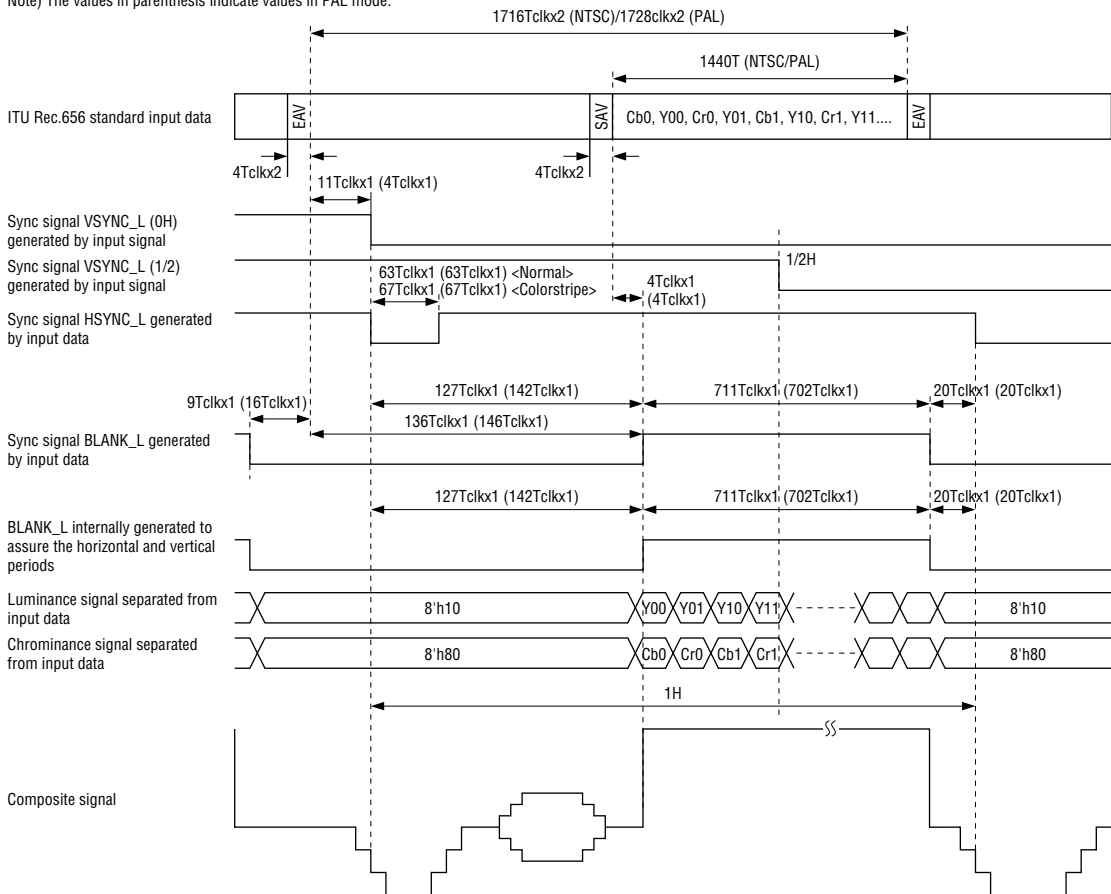 Note) The values in parenthesis indicate values in PAL mode.
1716Tclkx2 (NTSC)/1728clkx2 (PAL)
1440T (NTSC/PAL)
ITU Rec.656 standard input data
EAV
SAV
Cb0, Y00, Cr0, Y01, Cb1, Y10, Cr1, Y11....
EAV
4Tclkx2
4Tclkx2
11Tclkx1 (4Tclkx1)
Sync signal VSYNC_L (0H)
generated by input signal
Sync signal VSYNC_L (1/2)
generated by input signal
1/2H
63Tclkx1 (63Tclkx1) <Normal>
67Tclkx1 (67Tclkx1) <Colorstripe>
4Tclkx1
(4Tclkx1)
Sync signal HSYNC_L generated
by input data
127Tclkx1 (142Tclkx1)
711Tclkx1 (702Tclkx1)
20Tclkx1 (20Tclkx1)
9Tclkx1 (16Tclkx1)
136Tclkx1 (146Tclkx1)
Sync signal BLANK_L generated
by input data
127Tclkx1 (142Tclkx1)
711Tclkx1 (702Tclkx1)
20Tclkx1 (20Tclkx1)
BLANK_L internally generated to
assure the horizontal and vertical
periods
Luminance signal separated from
input data
8'h10
Y00
Y01
Y10
Y11
8'h10
Chrominance signal separated
from input data
8'h80
Cb0
Cr0
Cb1
Cr1
8'h80
1H
Composite signal